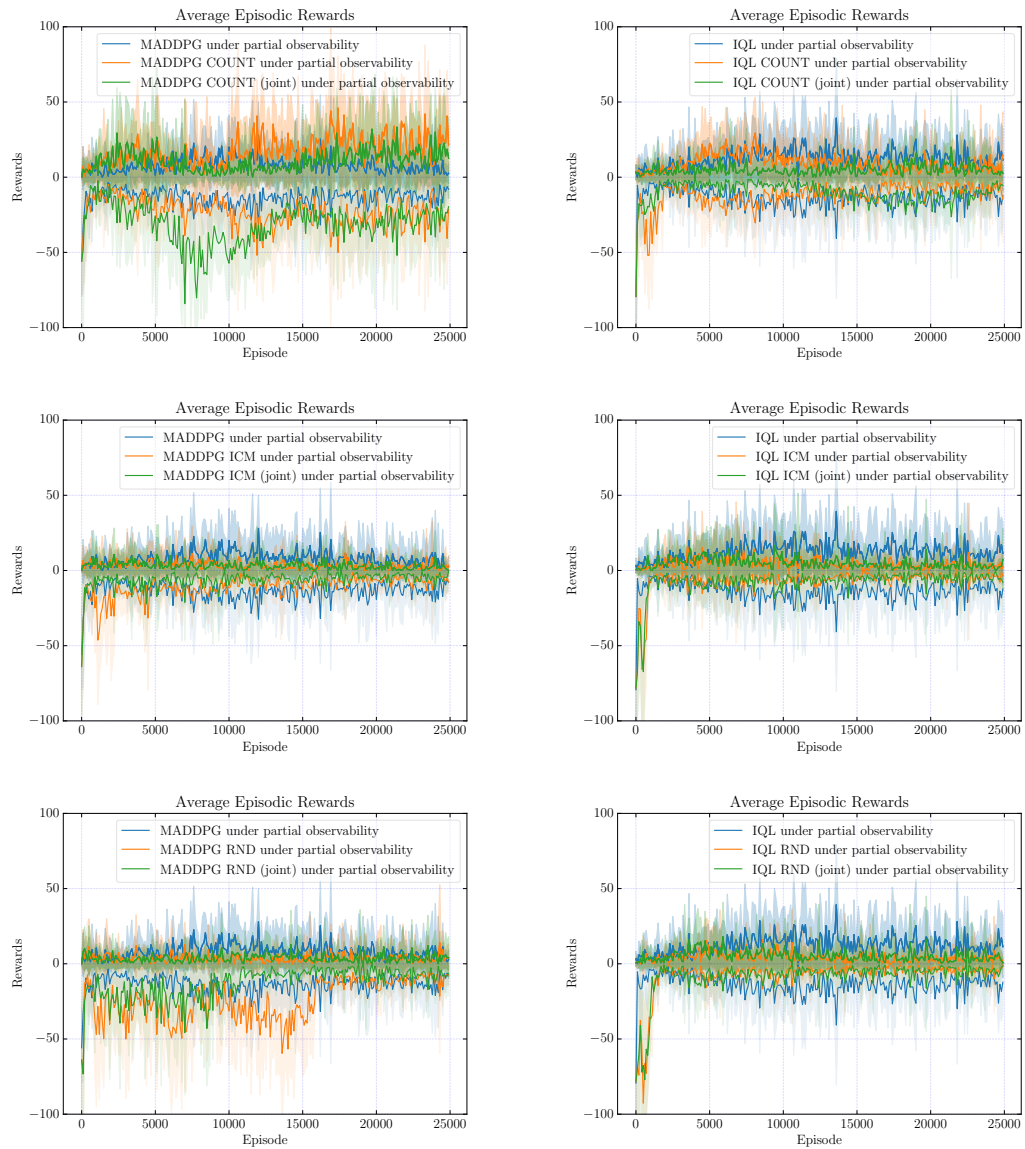 Average Episodic Rewards
MADDPG under partial observability
MADDPG COUNT under partial observability
MADDPG COUNT (joint) under partial observability
100
50
0
−50
−100
Rewards
0 5000 10000 15000 20000 25000
Episode
Average Episodic Rewards
IQL under partial observability
IQL COUNT under partial observability
IQL COUNT (joint) under partial observability
100
50
0
−50
−100
Rewards
0 5000 10000 15000 20000 25000
Episode
Average Episodic Rewards
MADDPG under partial observability
MADDPG ICM under partial observability
MADDPG ICM (joint) under partial observability
100
50
0
−50
−100
Rewards
0 5000 10000 15000 20000 25000
Episode
Average Episodic Rewards
IQL under partial observability
IQL ICM under partial observability
IQL ICM (joint) under partial observability
100
50
0
−50
−100
Rewards
0 5000 10000 15000 20000 25000
Episode
Average Episodic Rewards
MADDPG under partial observability
MADDPG RND under partial observability
MADDPG RND (joint) under partial observability
100
50
0
−50
−100
Rewards
0 5000 10000 15000 20000 25000
Episode
Average Episodic Rewards
IQL under partial observability
IQL RND under partial observability
IQL RND (joint) under partial observability
100
50
0
−50
−100
Rewards
0 5000 10000 15000 20000 25000
Episode